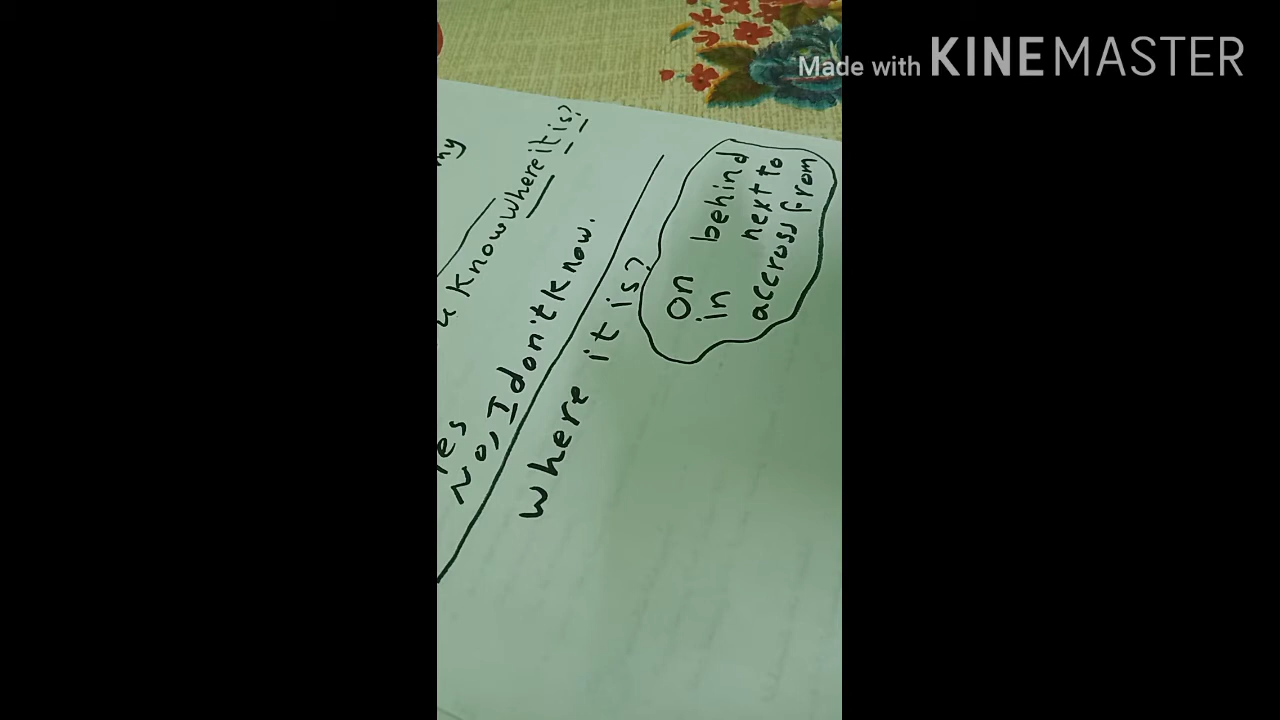 Made with KINEMASTER
my
know where it is?
Yes
No, I don't know.
where it is?
on behind
in next to
accross from